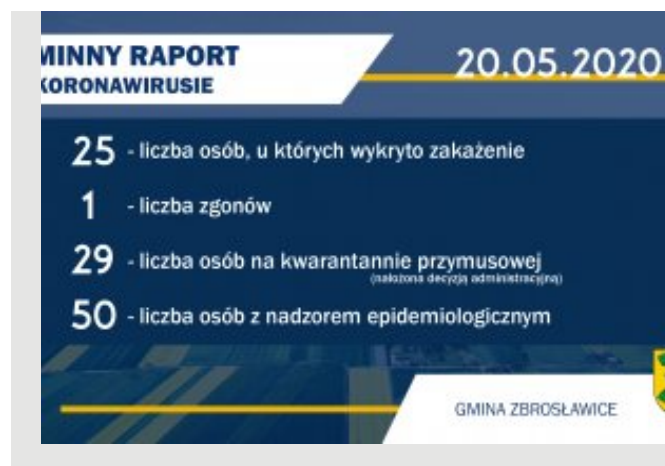 MINNY RAPORT
KORONAWIRUSIE
20.05.2020
25 - liczba osób, u których wykryto zakażenie
1 - liczba zgonów
29 - liczba osób na kwarantannie przymusowej
(nałożona decyzją administracyjną)
50 - liczba osób z nadzorem epidemiologicznym
GMINA ZBROSŁAWICE